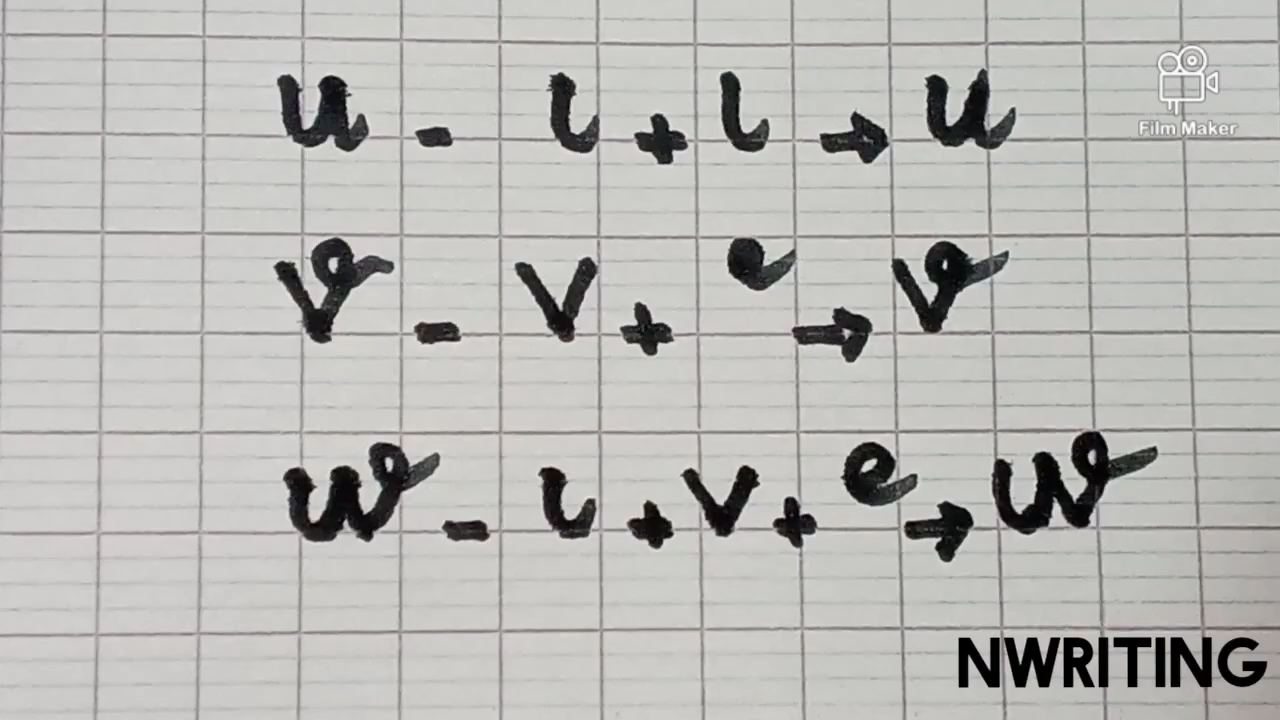 u - ι + ι → u
Film Maker
v - v + e → v
w - ι + v + e → w
NWRITING